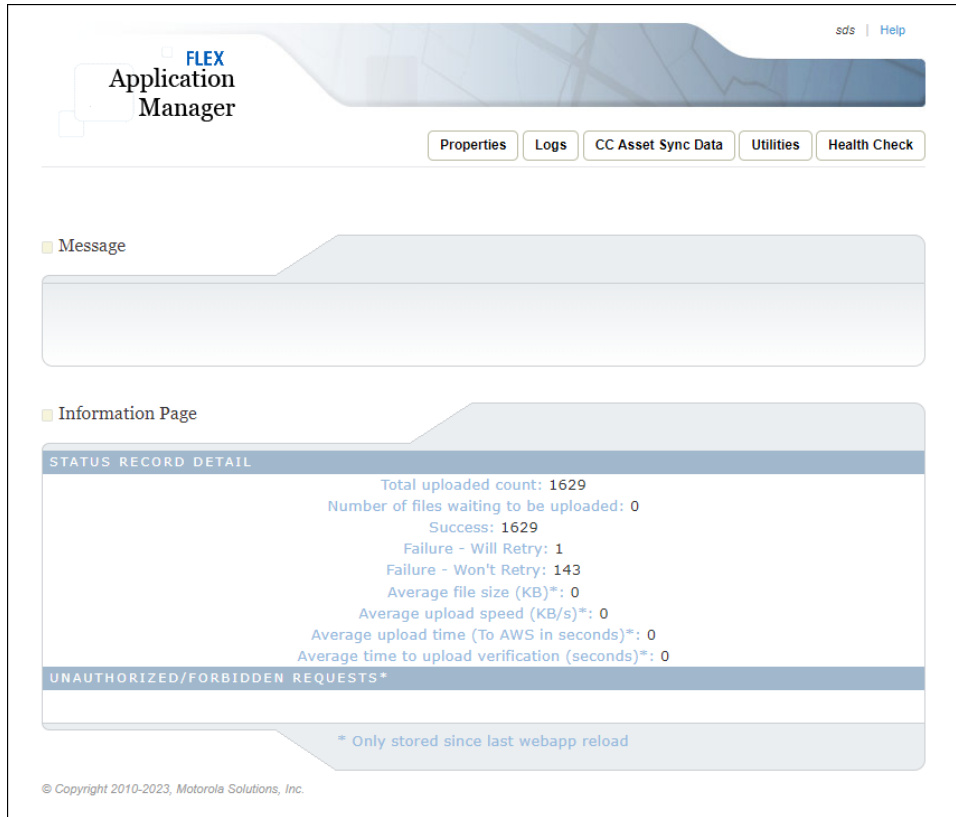 sds | Help
FLEX
Application
Manager
Properties Logs CC Asset Sync Data Utilities Health Check
Message
Information Page
STATUS RECORD DETAIL
Total uploaded count: 1629
Number of files waiting to be uploaded: 0
Success: 1629
Failure - Will Retry: 1
Failure - Won't Retry: 143
Average file size (KB)*: 0
Average upload speed (KB/s)*: 0
Average upload time (To AWS in seconds)*: 0
Average time to upload verification (seconds)*: 0
UNAUTHORIZED/FORBIDDEN REQUESTS*
* Only stored since last webapp reload
© Copyright 2010-2023, Motorola Solutions, Inc.